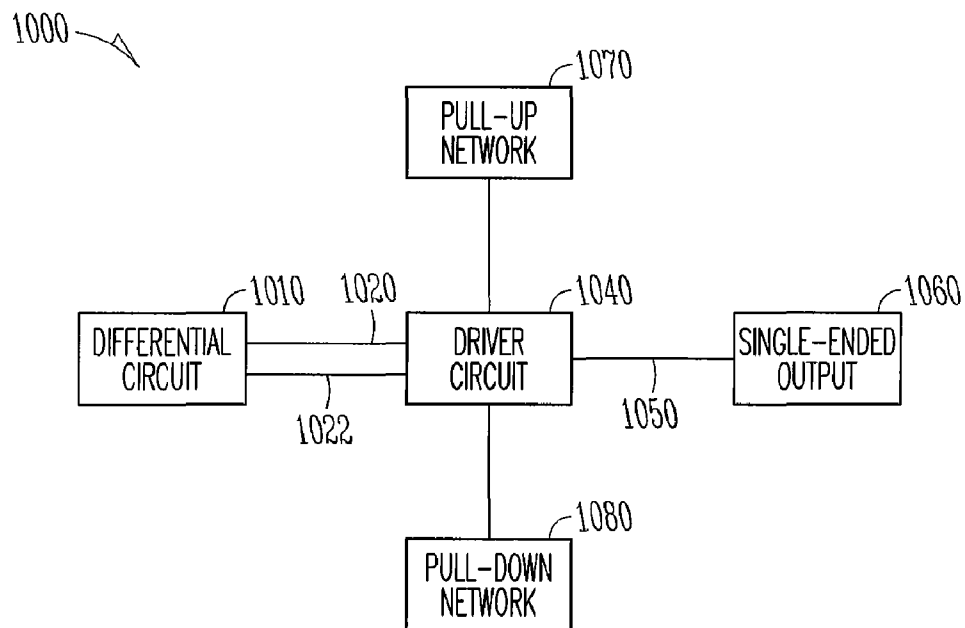 1000
1070
PULL-UP
NETWORK
1010
1020
1040
1060
DIFFERENTIAL
CIRCUIT
DRIVER
CIRCUIT
SINGLE-ENDED
OUTPUT
1022
1050
1080
PULL-DOWN
NETWORK